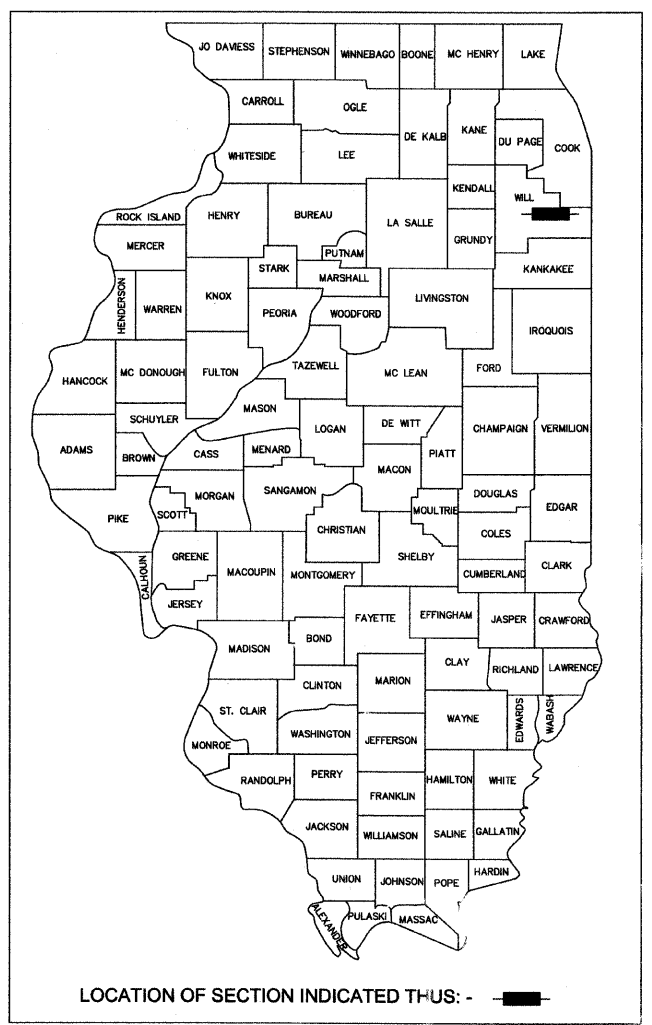 JO DAVIESS STEPHENSON WINNEBAGO BOONE MC HENRY LAKE
CARROLL OGLE
DE KALB KANE DU PAGE COOK
WHITESIDE LEE
KENDALL WILL
ROCK ISLAND HENRY BUREAU LA SALLE
MERCER PUTNAM GRUNDY
STARK MARSHALL KANKAKEE
HENDERSON WARREN KNOX PEORIA WOODFORD LIVINGSTON
IROQUOIS
HANCOCK MC DONOUGH FULTON TAZEWELL MC LEAN FORD
MASON
SCHUYLER LOGAN DE WITT CHAMPAIGN VERMILION
ADAMS BROWN CASS MENARD PIATT
MACON
MORGAN SANGAMON DOUGLAS
PIKE SCOTT CHRISTIAN MOULTRIE EDGAR
COLES
GREENE SHELBY
CALHOUN MACOUPIN MONTGOMERY CUMBERLAND CLARK
JERSEY
FAYETTE EFFINGHAM JASPER CRAWFORD
MADISON BOND
CLAY RICHLAND LAWRENCE
CLINTON MARION
ST. CLAIR WAYNE EDWARDS WABASH
WASHINGTON JEFFERSON
MONROE
RANDOLPH PERRY HAMILTON WHITE
FRANKLIN
JACKSON WILLIAMSON SALINE GALLATIN
UNION JOHNSON POPE HARDIN
ALEXANDER PULASKI MASSAC
LOCATION OF SECTION INDICATED THUS: -